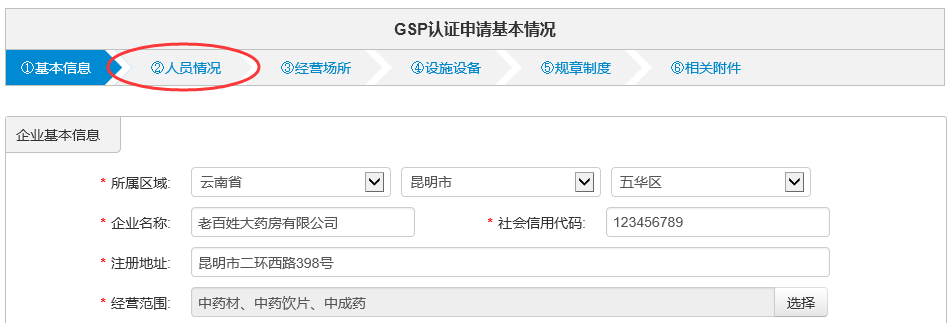 GSP认证申请基本情况
①基本信息 ②人员情况 ③经营场所 ④设施设备 ⑤规章制度 ⑥相关附件
企业基本信息
* 所属区域: 云南省 昆明市 五华区
* 企业名称: 老百姓大药房有限公司 * 社会信用代码: 123456789
* 注册地址: 昆明市二环西路398号
* 经营范围: 中药材、中药饮片、中成药 选择